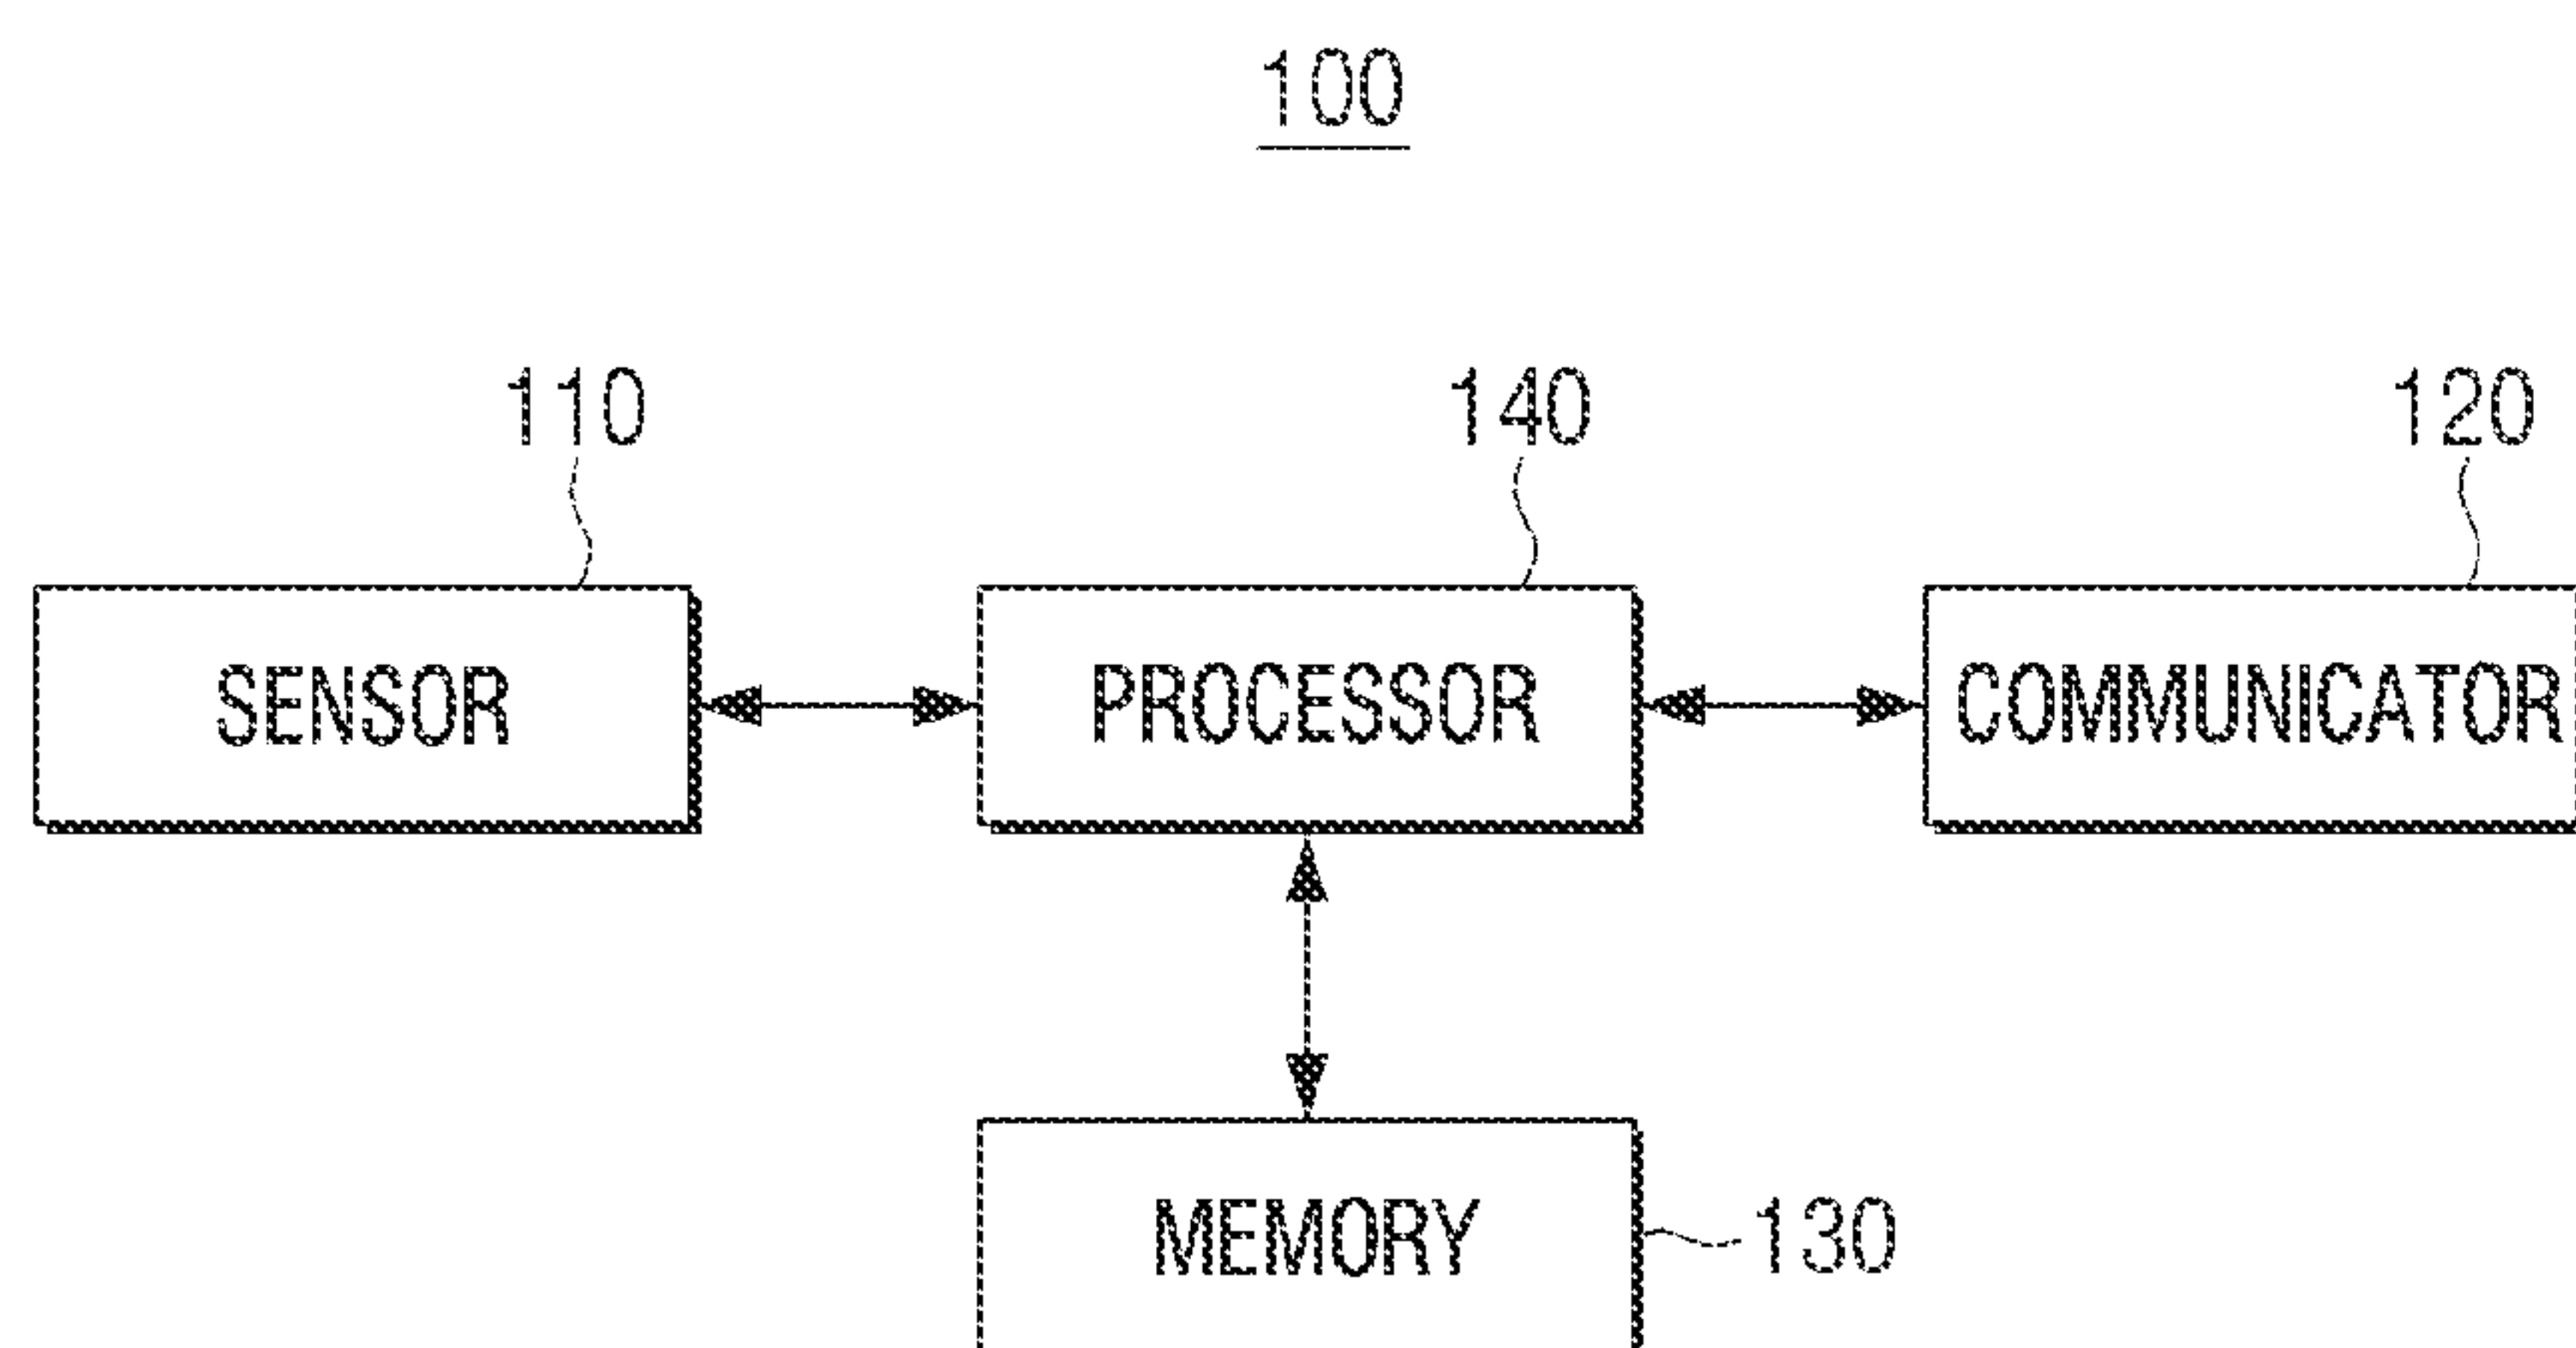 100
110
140
120
SENSOR
PROCESSOR
COMMUNICATOR
MEMORY
130